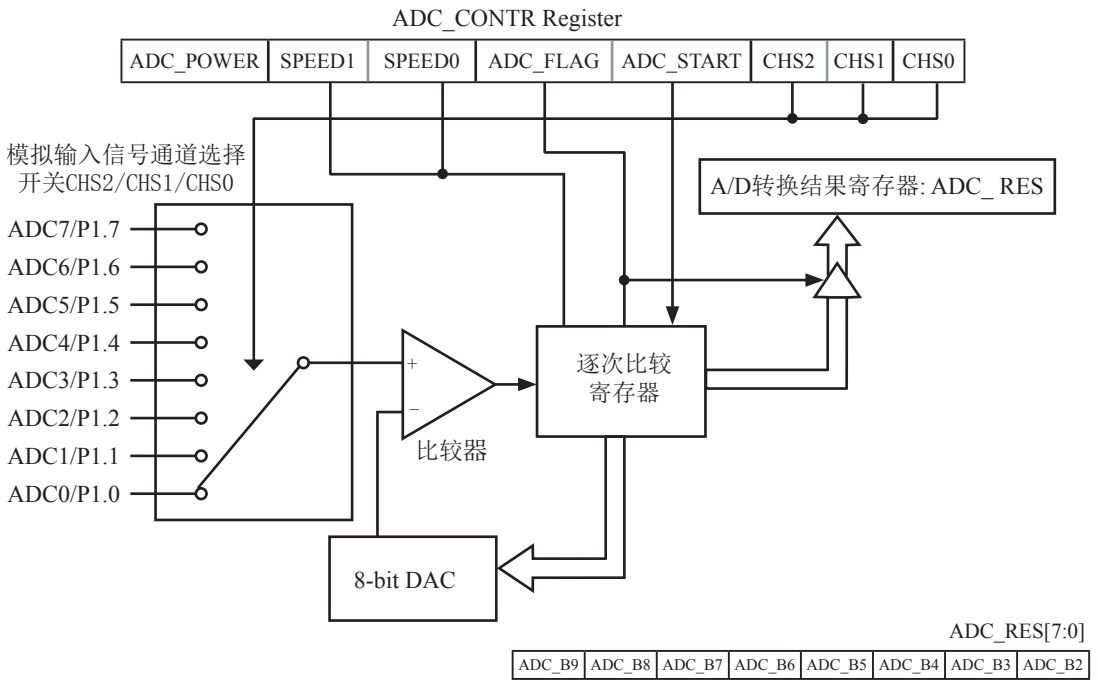 ADC_CONTR Register
ADC_POWER SPEED1 SPEED0 ADC_FLAG ADC_START CHS2 CHS1 CHS0
模拟输入信号通道选择
开关CHS2/CHS1/CHS0
A/D转换结果寄存器: ADC_ RES
ADC7/P1.7
ADC6/P1.6
ADC5/P1.5
ADC4/P1.4
ADC3/P1.3
ADC2/P1.2
ADC1/P1.1
ADC0/P1.0
+
−
比较器
逐次比较
寄存器
8-bit DAC
ADC_RES[7:0]
ADC_B9 ADC_B8 ADC_B7 ADC_B6 ADC_B5 ADC_B4 ADC_B3 ADC_B2